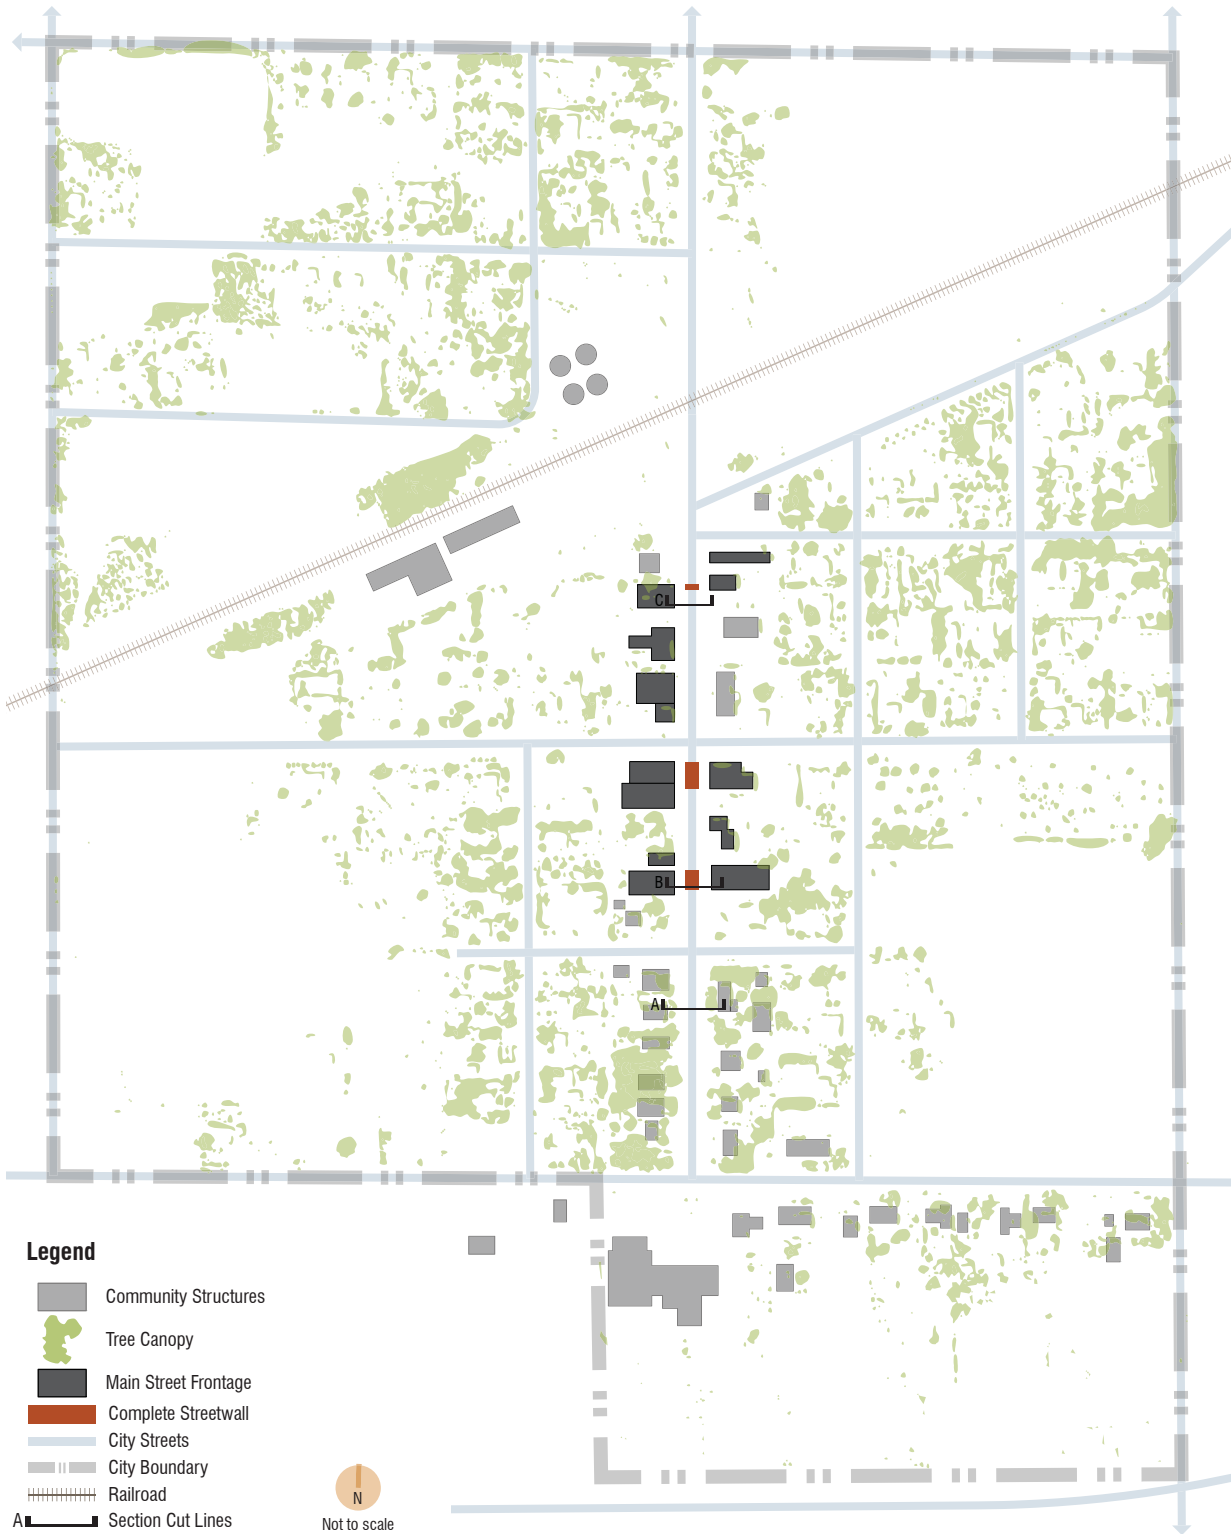 C
B
A
Legend
Community Structures
Tree Canopy
Main Street Frontage
Complete Streetwall
City Streets
City Boundary
Railroad
A Section Cut Lines
N
Not to scale